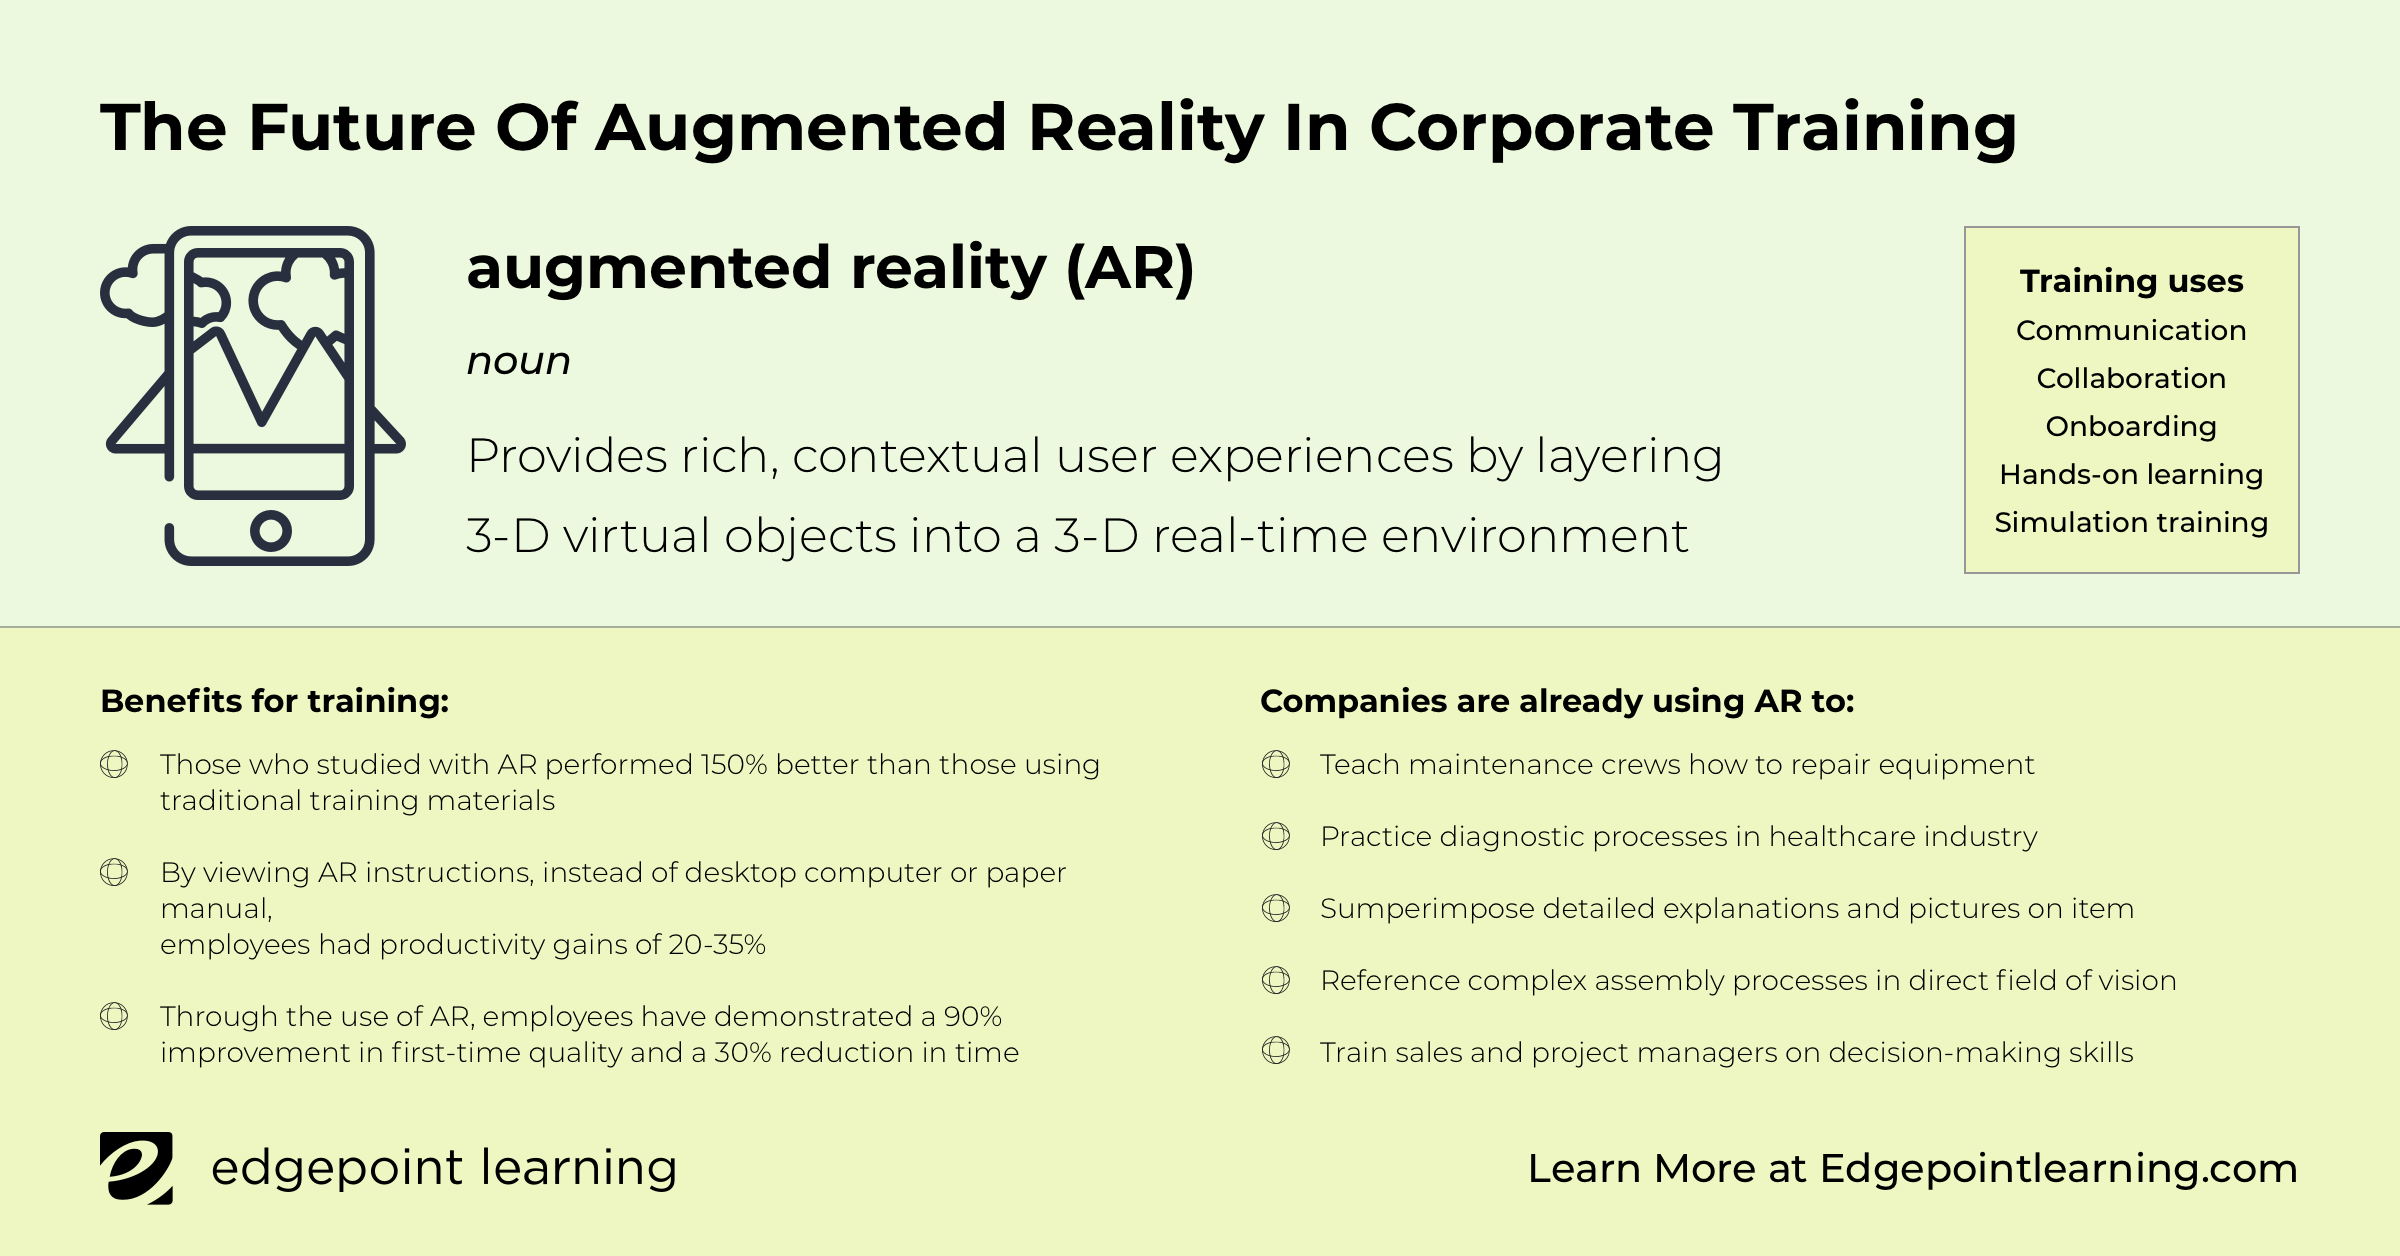 The Future Of Augmented Reality In Corporate Training
augmented reality (AR)
noun
Provides rich, contextual user experiences by layering
3-D virtual objects into a 3-D real-time environment
Training uses
Communication
Collaboration
Onboarding
Hands-on learning
Simulation training
Benefits for training:
Those who studied with AR performed 150% better than those using
traditional training materials
By viewing AR instructions, instead of desktop computer or paper
manual,
employees had productivity gains of 20-35%
Through the use of AR, employees have demonstrated a 90%
improvement in first-time quality and a 30% reduction in time
Companies are already using AR to:
Teach maintenance crews how to repair equipment
Practice diagnostic processes in healthcare industry
Sumperimpose detailed explanations and pictures on item
Reference complex assembly processes in direct field of vision
Train sales and project managers on decision-making skills
edgepoint learning
Learn More at Edgepointlearning.com